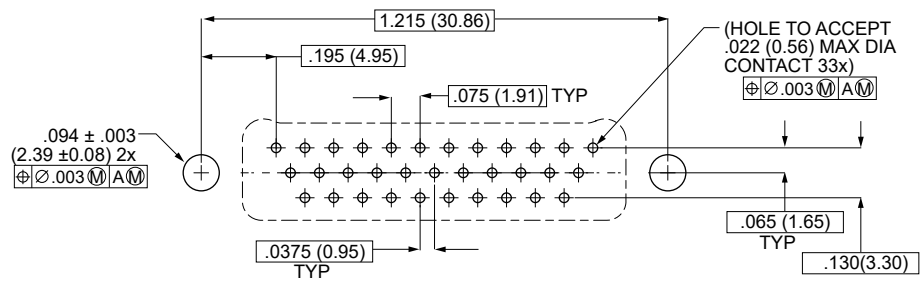 1.215 (30.86)
.195 (4.95)
.075 (1.91) TYP
(HOLE TO ACCEPT
.022 (0.56) MAX DIA
CONTACT 33x)
⌖ ∅.003 Ⓜ A Ⓜ
.094 ± .003
(2.39 ±0.08) 2x
⌖ ∅.003 Ⓜ A Ⓜ
.0375 (0.95)
TYP
.065 (1.65)
TYP
.130(3.30)